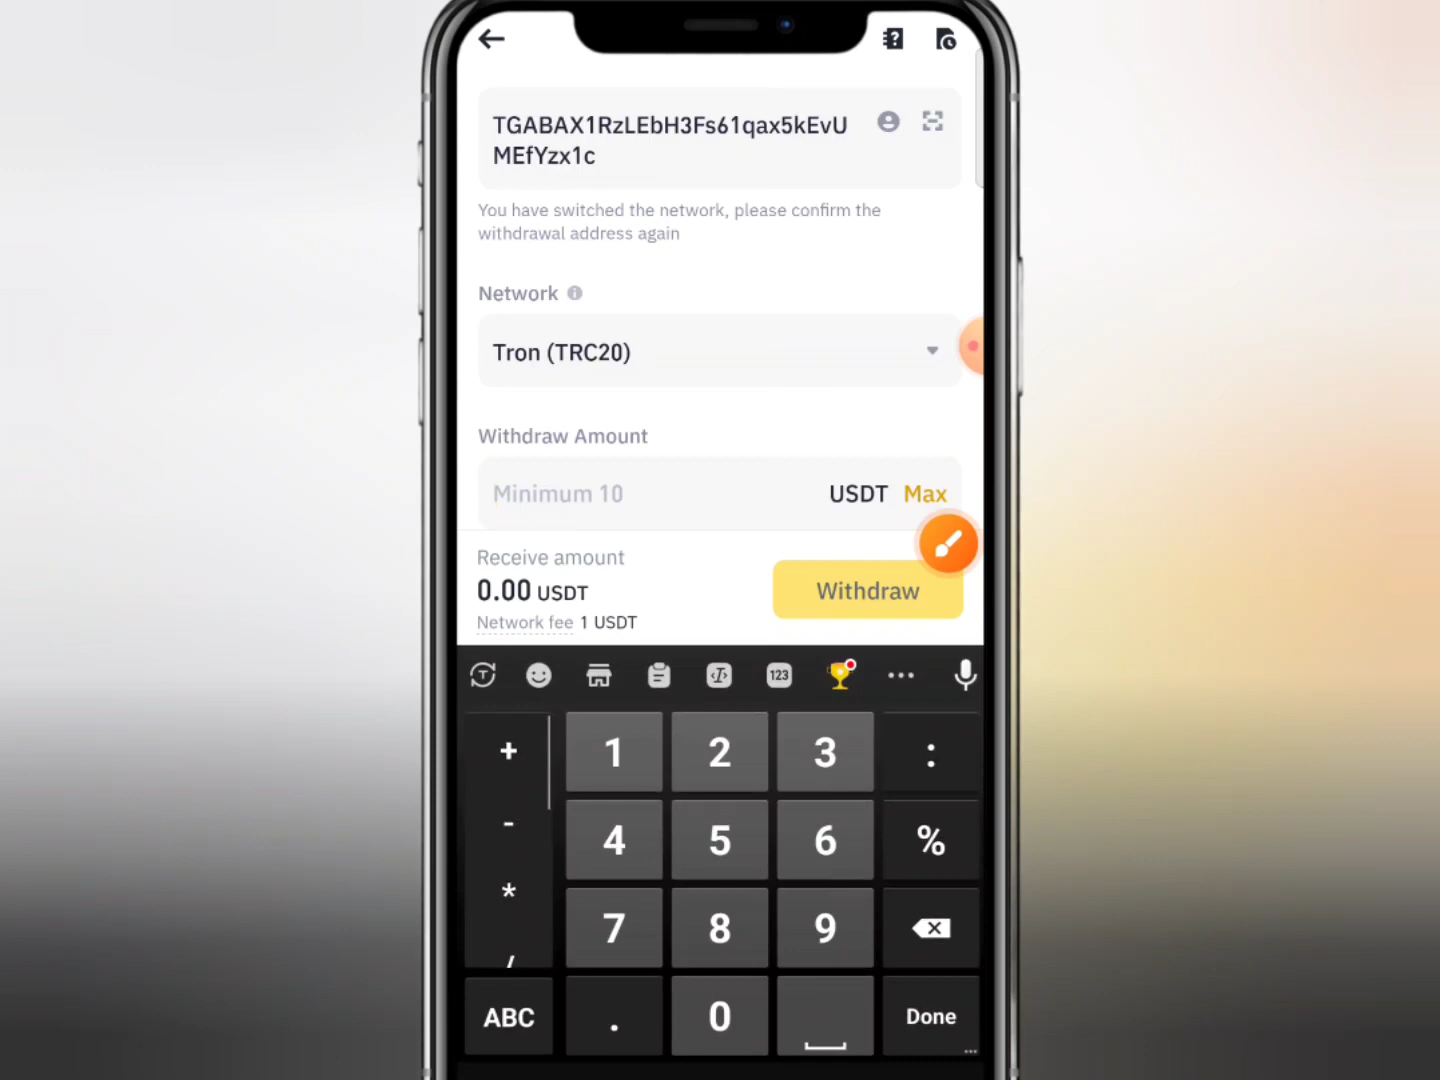 TGABAX1RzLEbH3Fs61qax5kEvU
MEfYzx1c
You have switched the network, please confirm the
withdrawal address again
Network
Tron (TRC20)
Withdraw Amount
Minimum 10 USDT Max
Receive amount
0.00 USDT
Withdraw
Network fee 1 USDT
123
+ 1 2 3 :
- 4 5 6 %
* 7 8 9
/
ABC . 0 Done